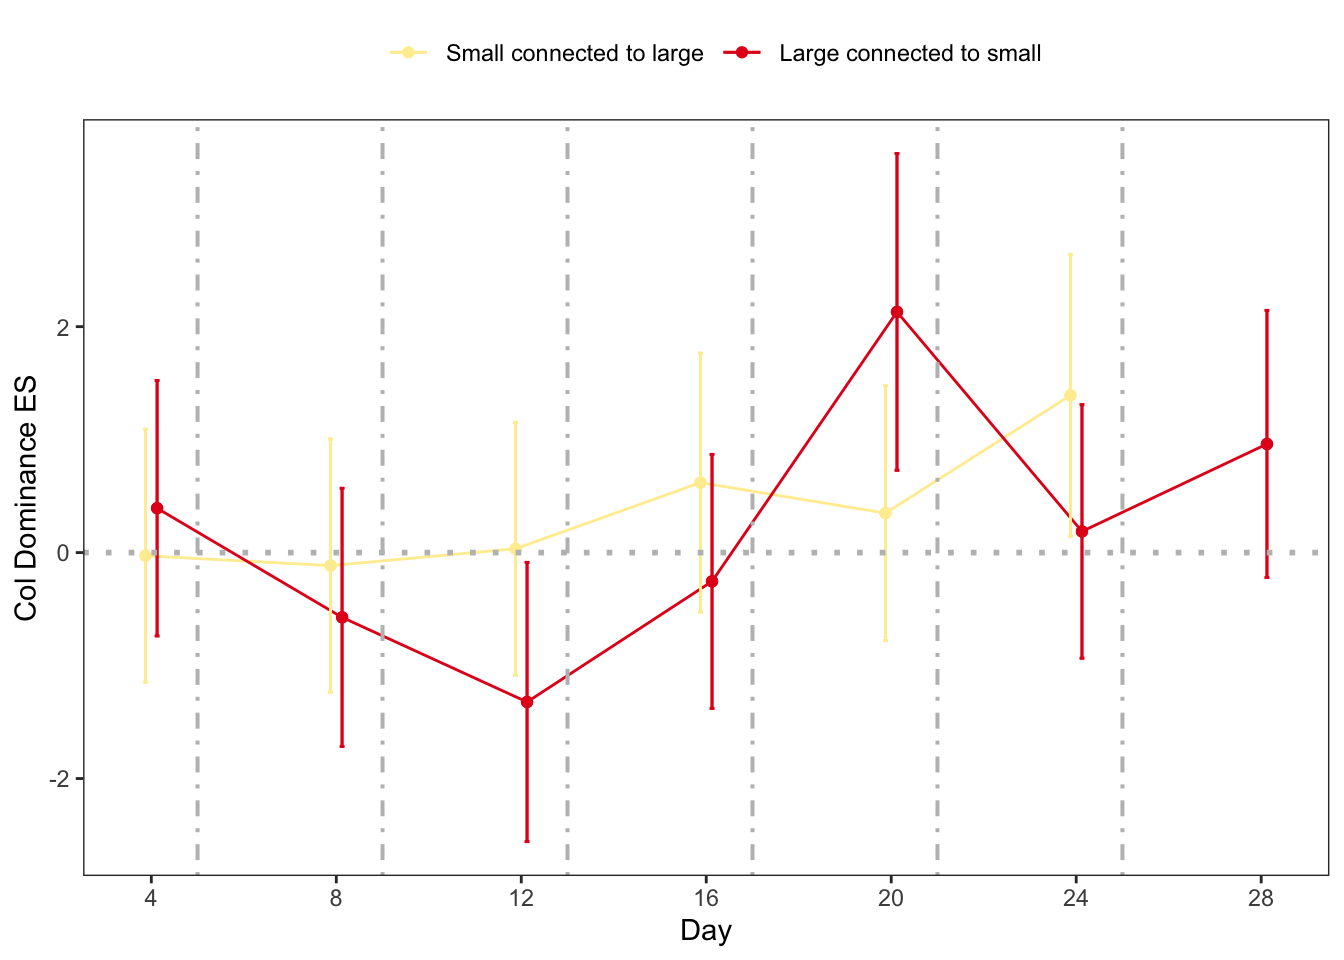 Small connected to large Large connected to small
Col Dominance ES
2
0
-2
4 8 12 16 20 24 28
Day